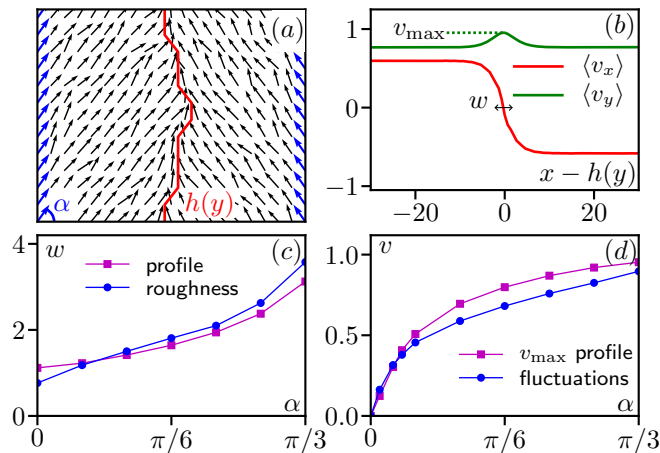 (a)
α
h(y)
(b)
v_max
⟨v_x⟩
⟨v_y⟩
w
x − h(y)
1
0
−1
−20
0
20
(c)
w
profile
roughness
4
2
0
0
π/6
π/3
α
(d)
v
v_max profile
fluctuations
1.0
0.5
0.0
0
π/6
π/3
α